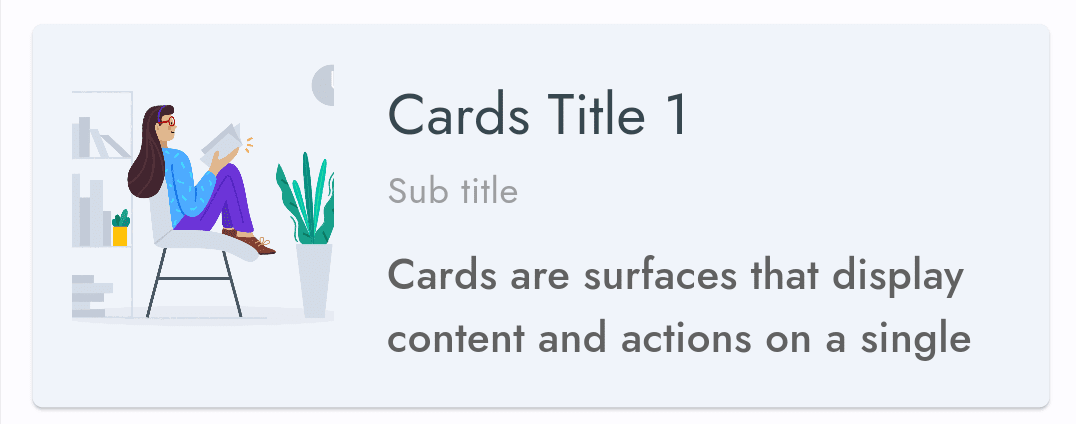 Cards Title 1
Sub title
Cards are surfaces that display
content and actions on a single